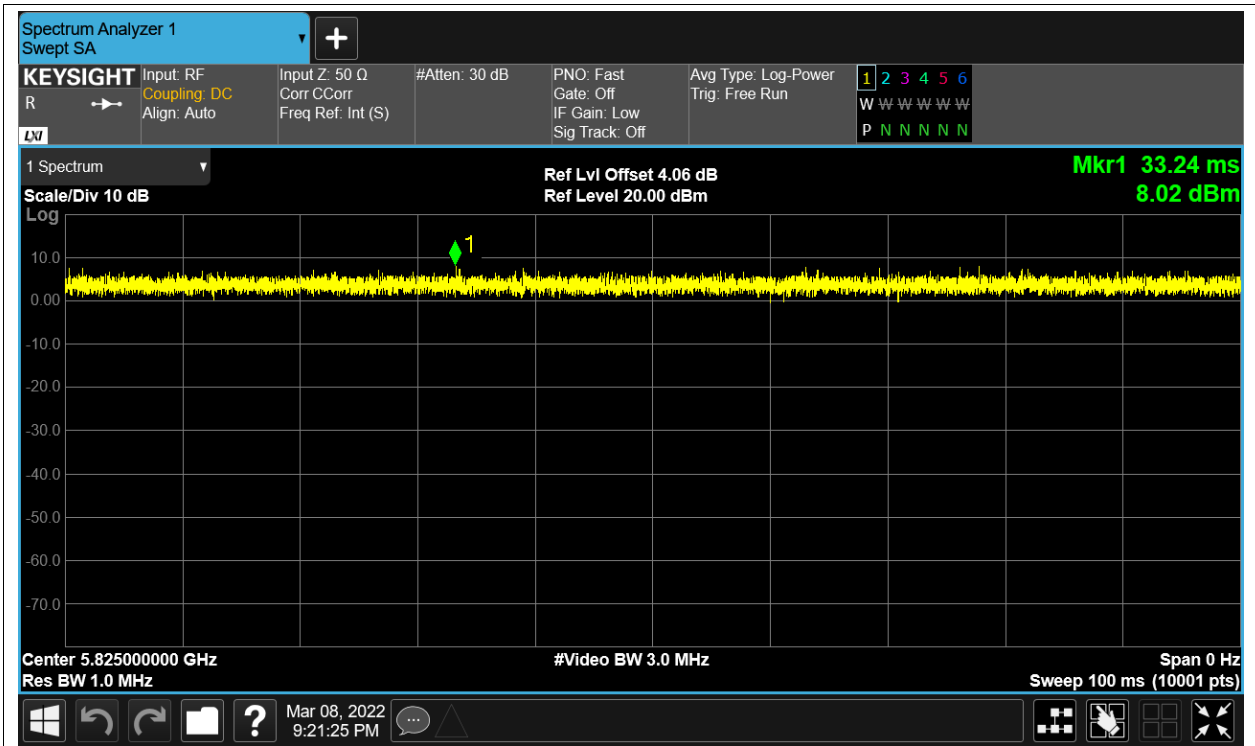 Spectrum Analyzer 1
Swept SA
KEYSIGHT
R
LXI
Input: RF
Coupling: DC
Align: Auto
Input Z: 50 Ω
Corr CCorr
Freq Ref: Int (S)
#Atten: 30 dB
PNO: Fast
Gate: Off
IF Gain: Low
Sig Track: Off
Avg Type: Log-Power
Trig: Free Run
1 2 3 4 5 6
W W W W W W
P N N N N N
1 Spectrum
Scale/Div 10 dB
Ref Lvl Offset 4.06 dB
Ref Level 20.00 dBm
Mkr1 33.24 ms
8.02 dBm
Log
1
10.0
0.00
-10.0
-20.0
-30.0
-40.0
-50.0
-60.0
-70.0
Center 5.825000000 GHz
Res BW 1.0 MHz
#Video BW 3.0 MHz
Span 0 Hz
Sweep 100 ms (10001 pts)
?
Mar 08, 2022
9:21:25 PM